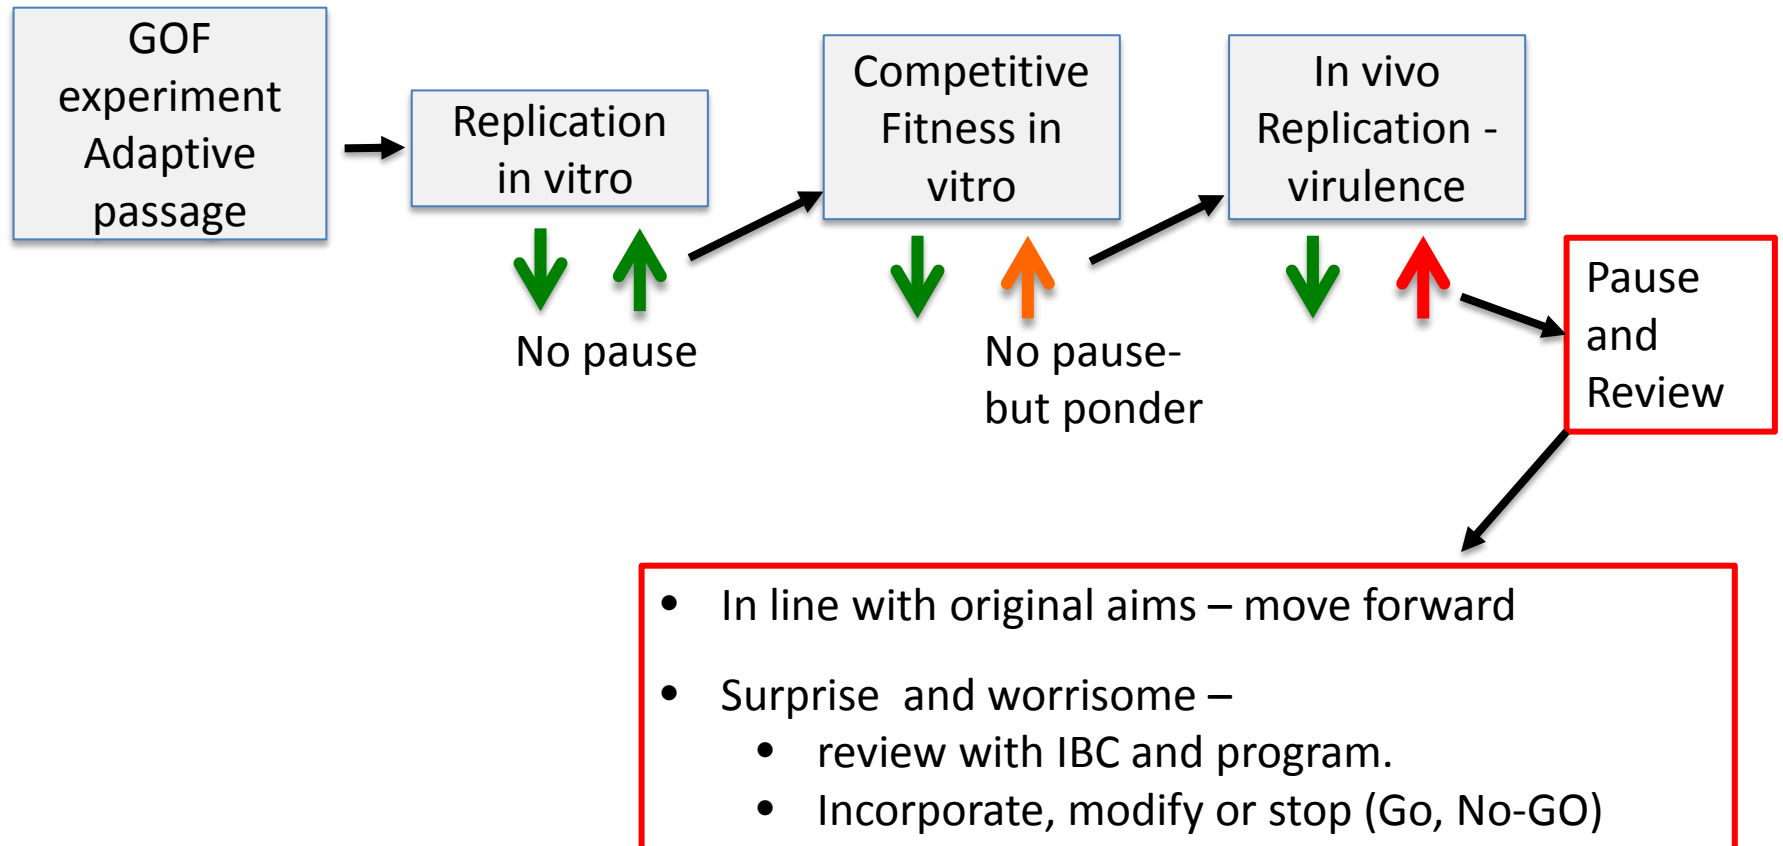 GOF
experiment
Adaptive
passage
Replication
in vitro
No pause
Competitive
Fitness in
vitro
No pause-
but ponder
In vivo
Replication -
virulence
Pause
and
Review
• In line with original aims – move forward
• Surprise and worrisome –
• review with IBC and program.
• Incorporate, modify or stop (Go, No-GO)